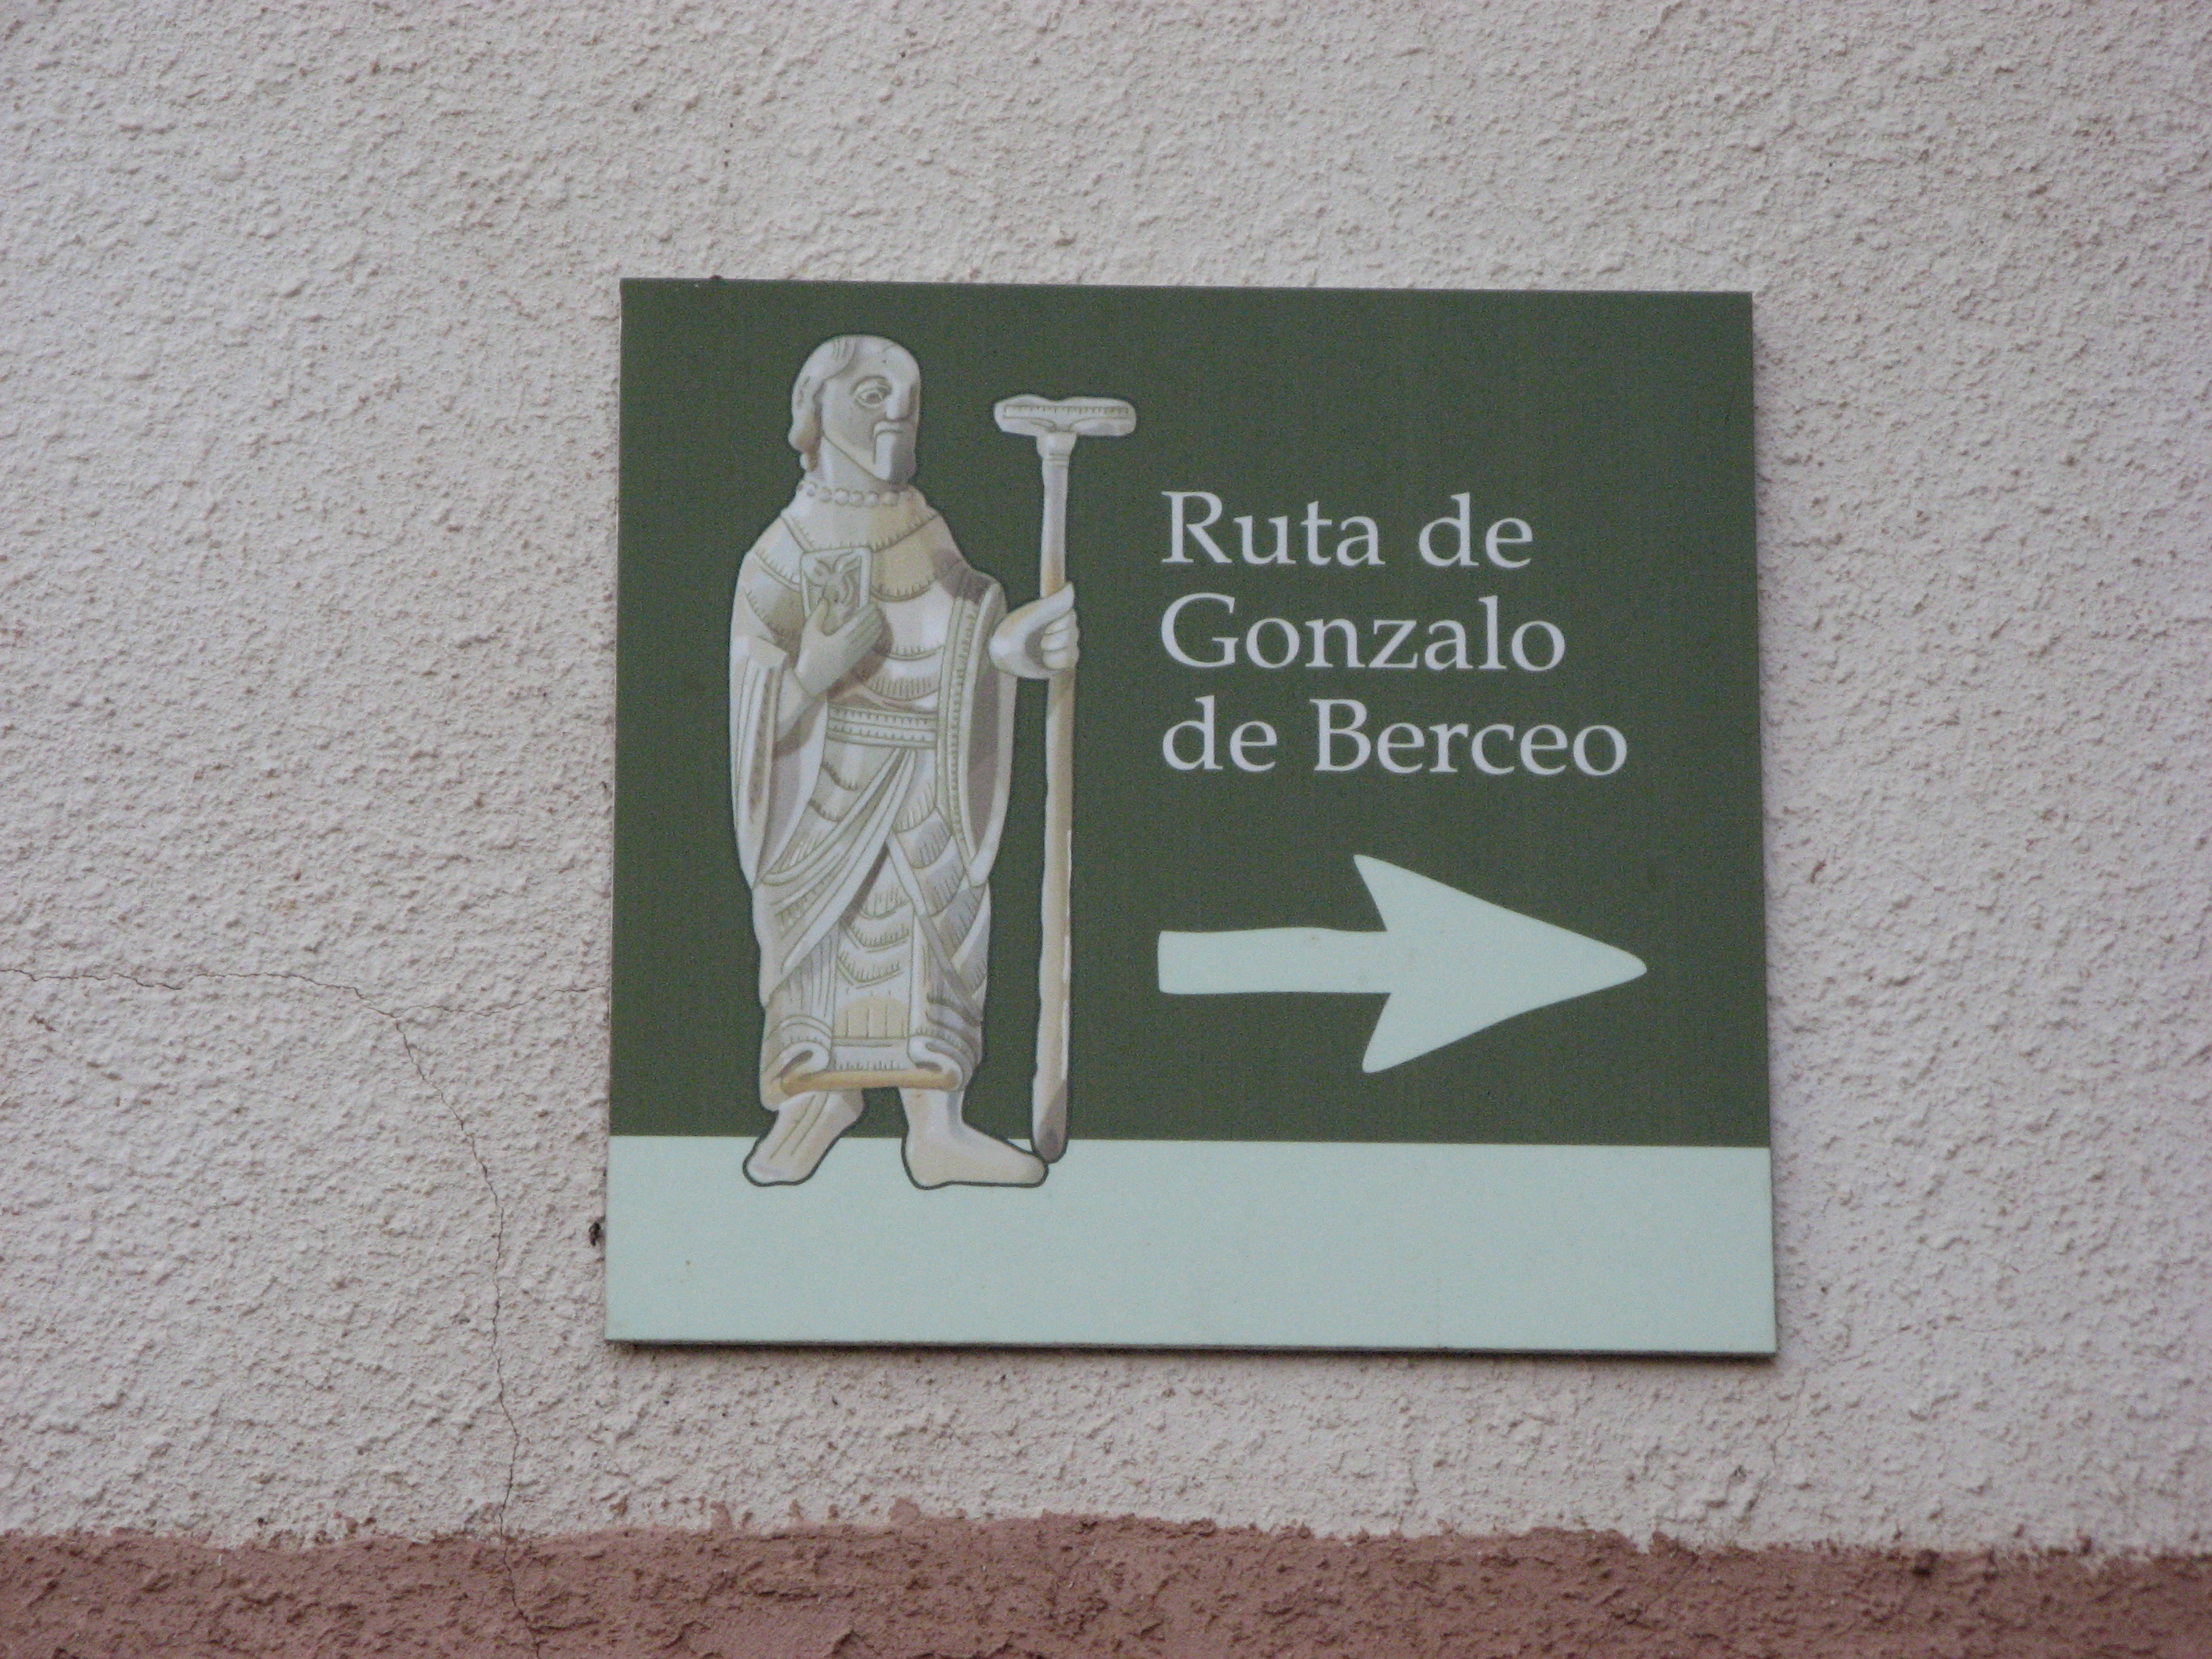 Ruta de
Gonzalo
de Berceo